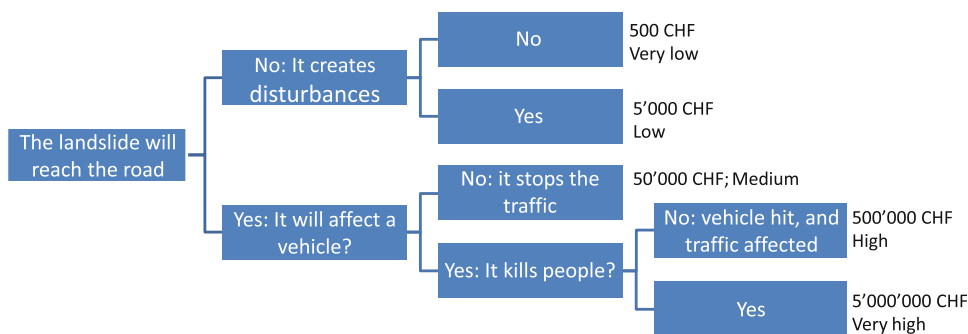 No
500 CHF
Very low
No: It creates
disturbances
Yes
5’000 CHF
Low
The landslide will
reach the road
No: it stops the
traffic
50’000 CHF; Medium
Yes: It will affect a
vehicle?
No: vehicle hit, and
traffic affected
500’000 CHF
High
Yes: It kills people?
Yes
5’000’000 CHF
Very high